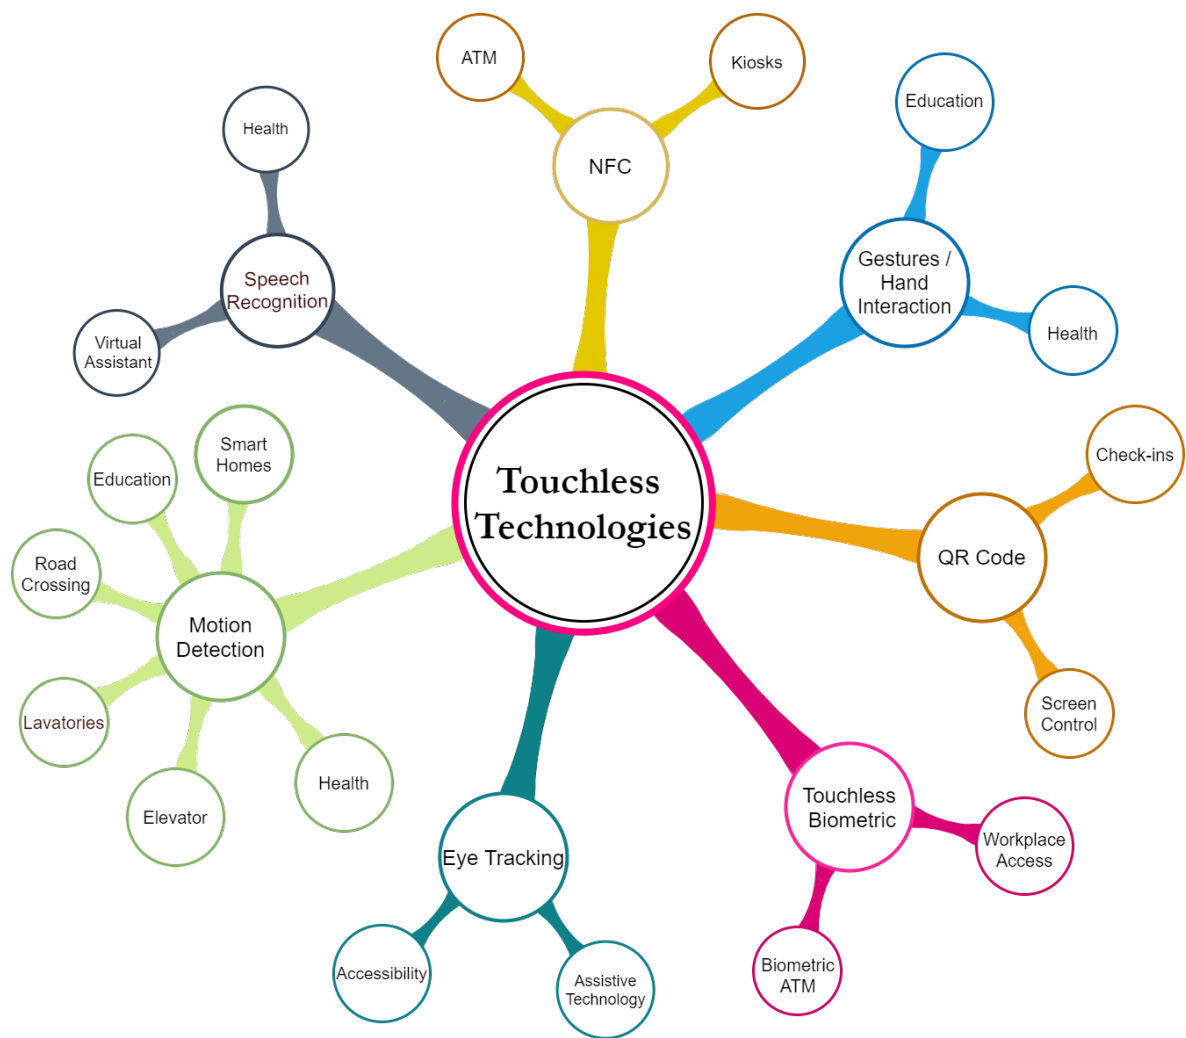 ATM
Kiosks
NFC
Education
Gestures /
Hand
Interaction
Health
Health
Speech
Recognition
Virtual
Assistant
Touchless
Technologies
Check-ins
QR Code
Screen
Control
Smart
Homes
Education
Road
Crossing
Motion
Detection
Lavatories
Elevator
Health
Eye Tracking
Accessibility
Assistive
Technology
Touchless
Biometric
Workplace
Access
Biometric
ATM